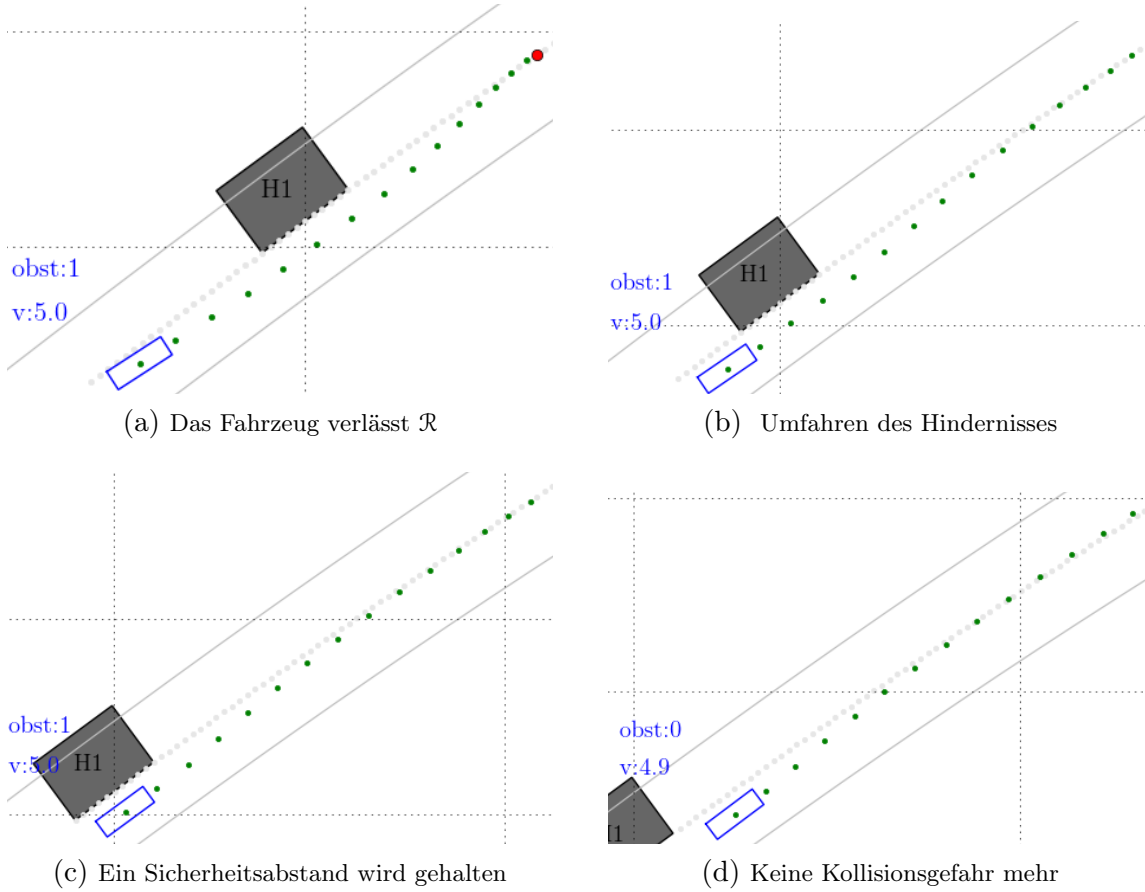 H1
obst:1
v:5.0
(a) Das Fahrzeug verlässt ℛ
H1
obst:1
v:5.0
(b) Umfahren des Hindernisses
obst:1
v:5.0 H1
(c) Ein Sicherheitsabstand wird gehalten
obst:0
v:4.9
H1
(d) Keine Kollisionsgefahr mehr